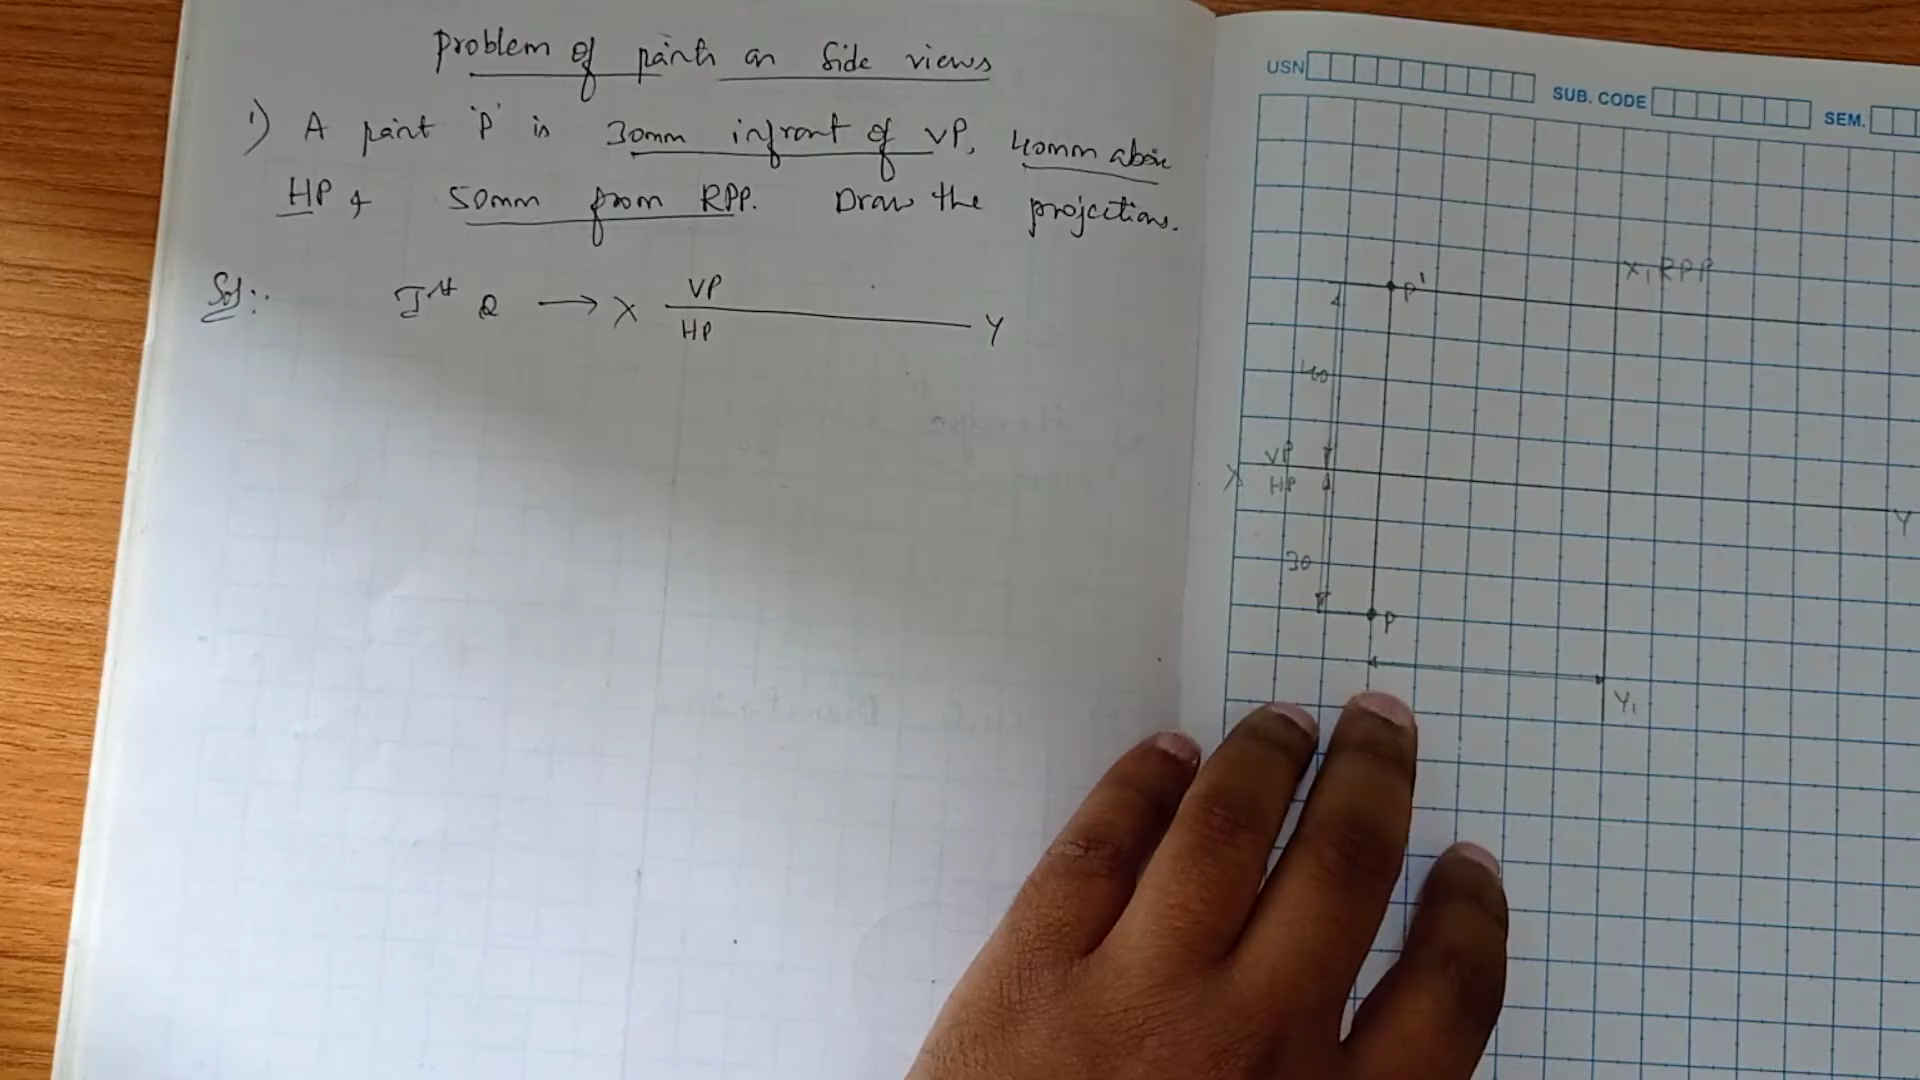 Problem of points on Side views
1) A point 'P' is 30mm infront of VP, 40mm above
HP & 50mm from RPP. Draw the projections.
Sol:-
Ist Q → X VP Y
HP
USN
SUB. CODE
SEM.
X1 RPP
P'
40
VP
X HP Y
30
P
Y1